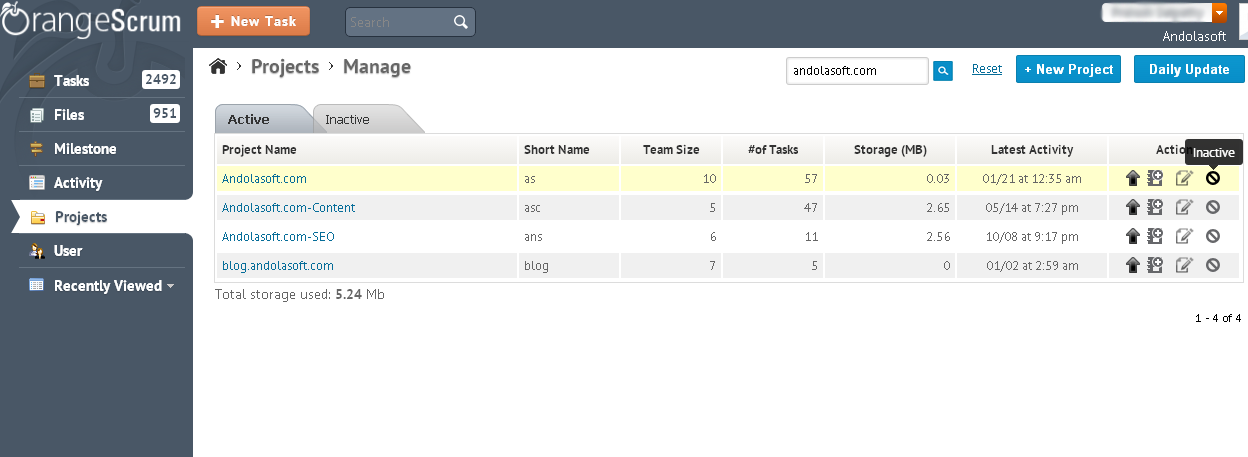 OrangeScrum
+ New Task
Search
Andolasoft
Tasks 2492
Files 951
Milestone
Activity
Projects
User
Recently Viewed
› Projects › Manage
andolasoft.com
Reset
+ New Project
Daily Update
Active
Inactive
Project Name Short Name Team Size #of Tasks Storage (MB) Latest Activity Action
Inactive
Andolasoft.com as 10 57 0.03 01/21 at 12:35 am
Andolasoft.com-Content asc 5 47 2.65 05/14 at 7:27 pm
Andolasoft.com-SEO ans 6 11 2.56 10/08 at 9:17 pm
blog.andolasoft.com blog 7 5 0 01/02 at 2:59 am
Total storage used: 5.24 Mb
1 - 4 of 4